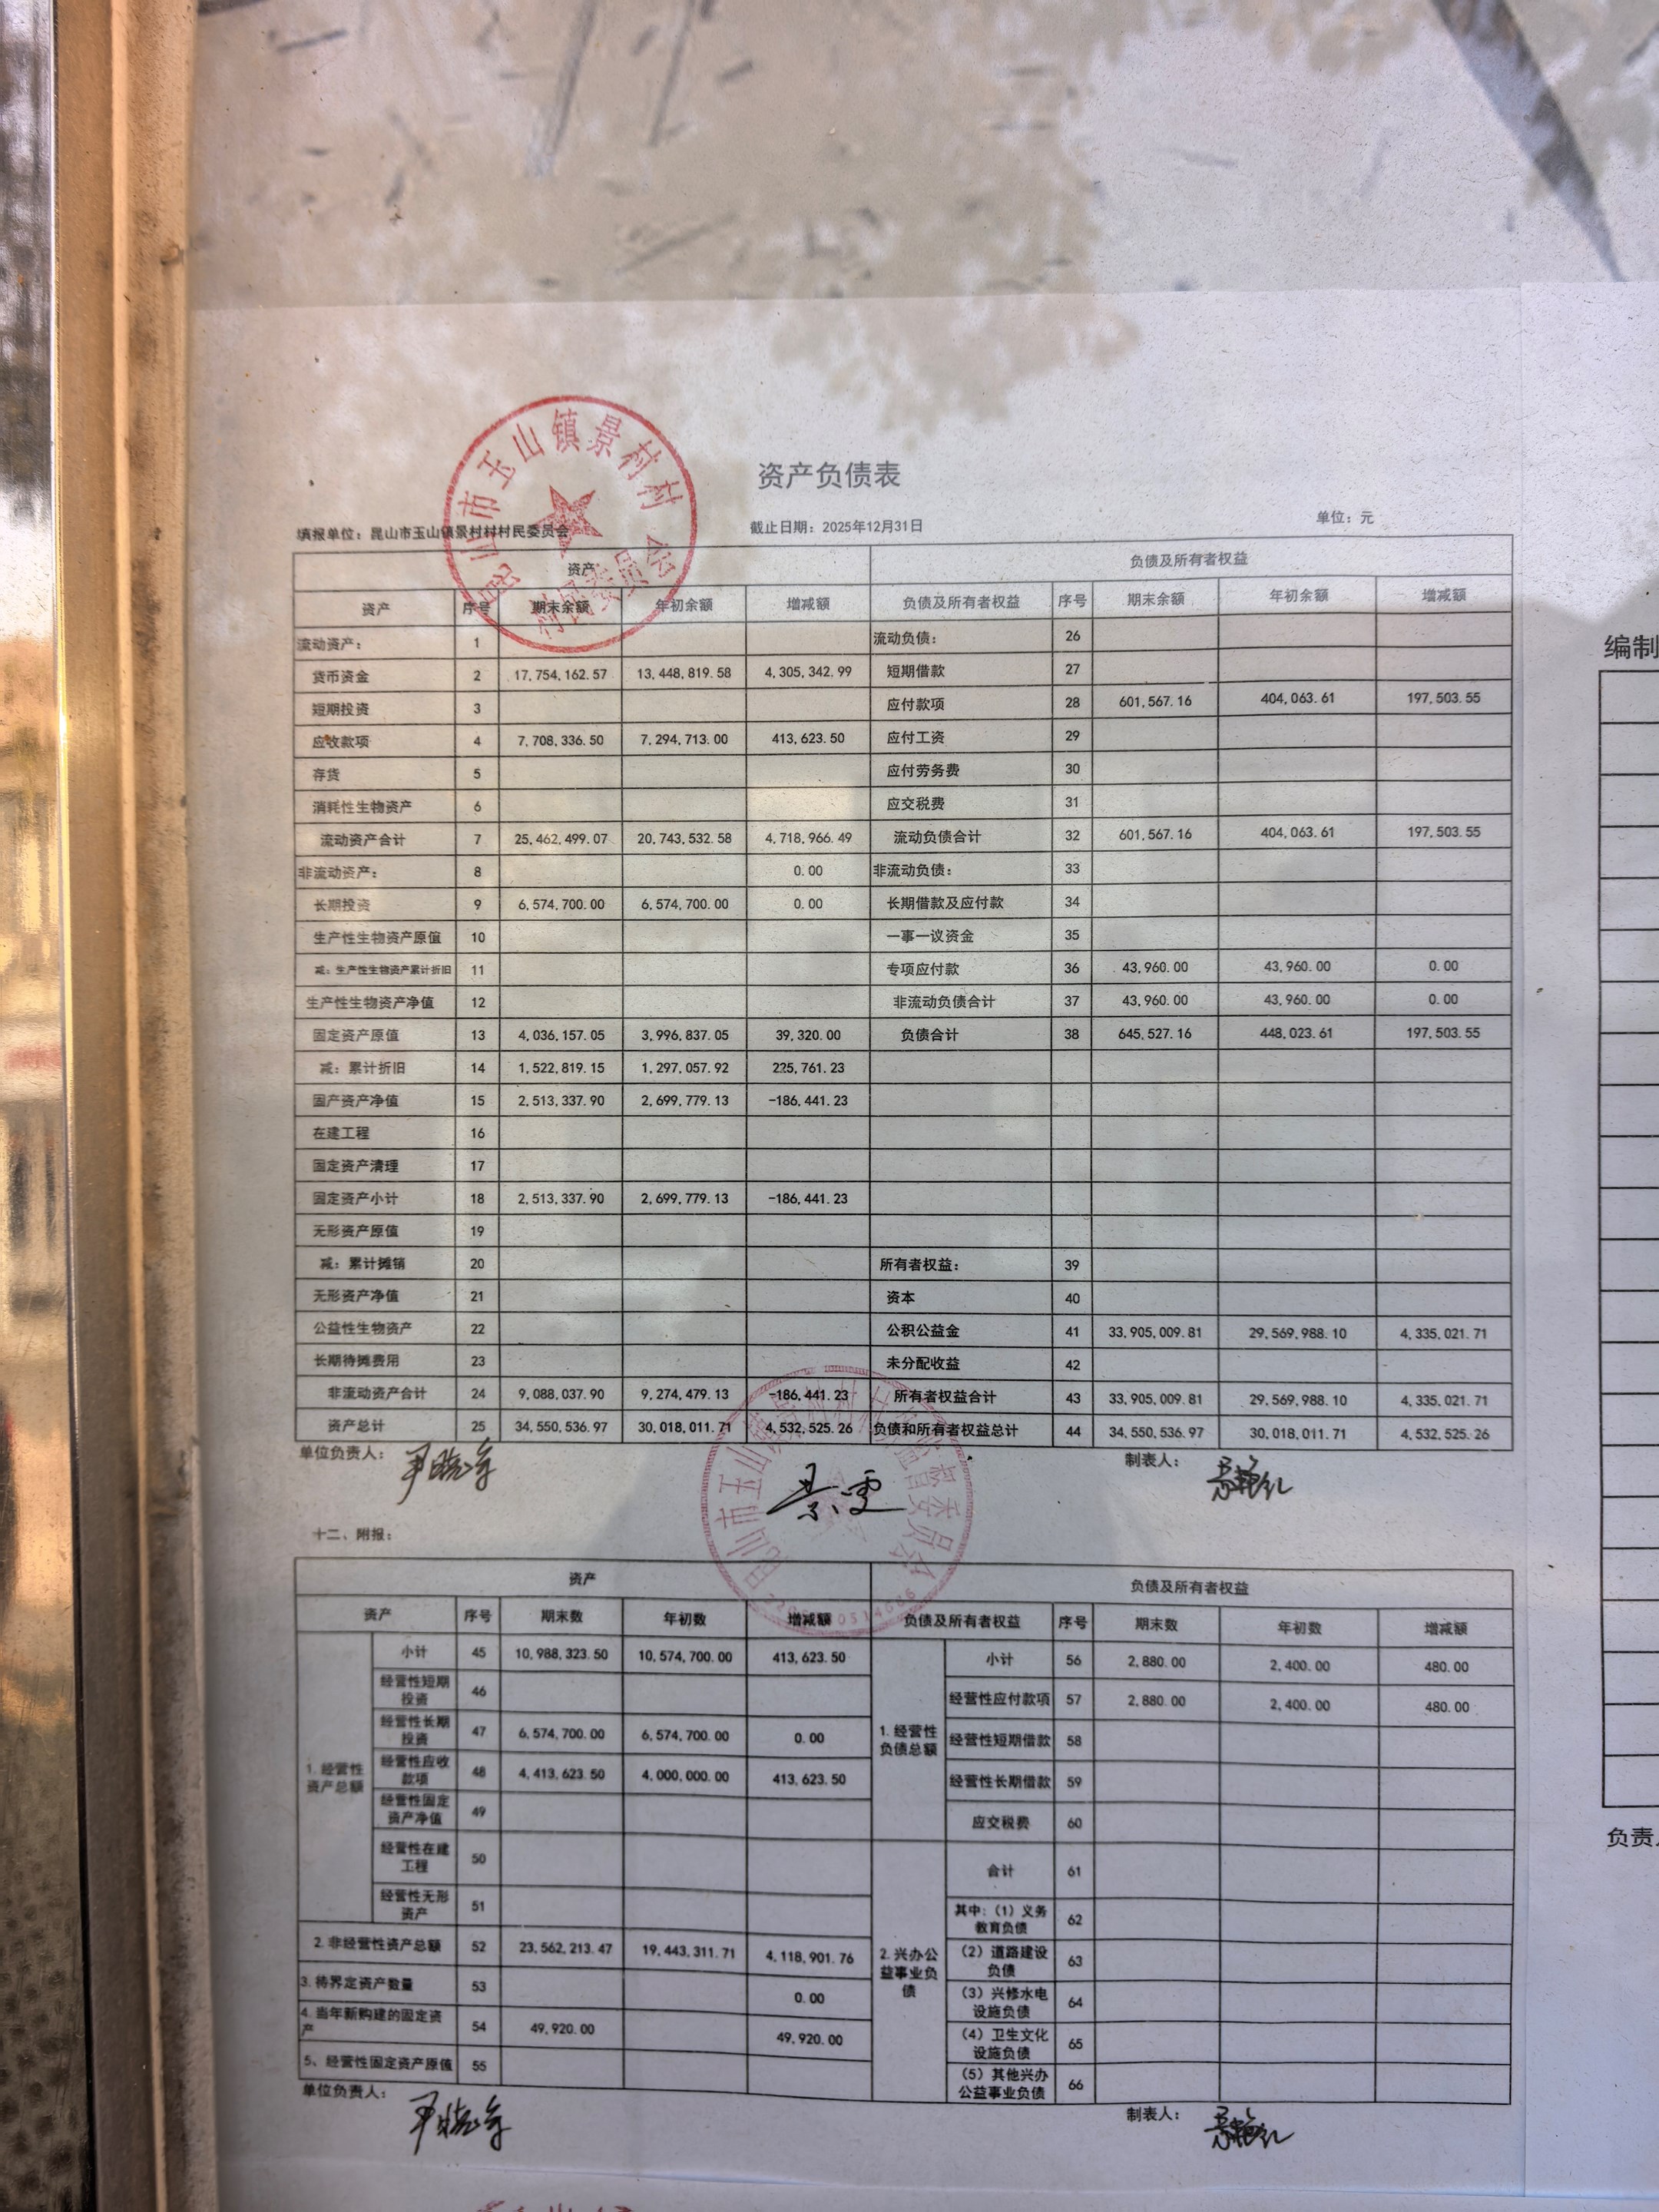 昆山市玉山镇景村村
村民委员会
资产负债表
填报单位：昆山市玉山镇景村村村民委员会 截止日期：2025年12月31日 单位：元
资产 负债及所有者权益
资产 序号 期末余额 年初余额 增减额 负债及所有者权益 序号 期末余额 年初余额 增减额
流动资产： 1 流动负债： 26
货币资金 2 17,754,162.57 13,448,819.58 4,305,342.99 短期借款 27
短期投资 3 应付款项 28 601,567.16 404,063.61 197,503.55
应收款项 4 7,708,336.50 7,294,713.00 413,623.50 应付工资 29
存货 5 应付劳务费 30
消耗性生物资产 6 应交税费 31
流动资产合计 7 25,462,499.07 20,743,532.58 4,718,966.49 流动负债合计 32 601,567.16 404,063.61 197,503.55
非流动资产： 8 0.00 非流动负债： 33
长期投资 9 6,574,700.00 6,574,700.00 0.00 长期借款及应付款 34
生产性生物资产原值 10 一事一议资金 35
减：生产性生物资产累计折旧 11 专项应付款 36 43,960.00 43,960.00 0.00
生产性生物资产净值 12 非流动负债合计 37 43,960.00 43,960.00 0.00
固定资产原值 13 4,036,157.05 3,996,837.05 39,320.00 负债合计 38 645,527.16 448,023.61 197,503.55
减：累计折旧 14 1,522,819.15 1,297,057.92 225,761.23
固产资产净值 15 2,513,337.90 2,699,779.13 -186,441.23
在建工程 16
固定资产清理 17
固定资产小计 18 2,513,337.90 2,699,779.13 -186,441.23
无形资产原值 19
减：累计摊销 20 所有者权益： 39
无形资产净值 21 资本 40
公益性生物资产 22 公积公益金 41 33,905,009.81 29,569,988.10 4,335,021.71
长期待摊费用 23 未分配收益 42
非流动资产合计 24 9,088,037.90 9,274,479.13 -186,441.23 所有者权益合计 43 33,905,009.81 29,569,988.10 4,335,021.71
资产总计 25 34,550,536.97 30,018,011.71 4,532,525.26 负债和所有者权益总计 44 34,550,536.97 30,018,011.71 4,532,525.26
单位负责人： 景雯 制表人：
十二、附报：
资产 负债及所有者权益
资产 序号 期末数 年初数 增减额 负债及所有者权益 序号 期末数 年初数 增减额
1.经营性资产总额 小计 45 10,988,323.50 10,574,700.00 413,623.50 1.经营性负债总额 小计 56 2,880.00 2,400.00 480.00
经营性短期投资 46 经营性应付款项 57 2,880.00 2,400.00 480.00
经营性长期投资 47 6,574,700.00 6,574,700.00 0.00 经营性短期借款 58
经营性应收款项 48 4,413,623.50 4,000,000.00 413,623.50 经营性长期借款 59
经营性固定资产净值 49 应交税费 60
经营性在建工程 50 2.兴办公益事业负债 合计 61
经营性无形资产 51 其中：（1）义务教育负债 62
2.非经营性资产总额 52 23,562,213.47 19,443,311.71 4,118,901.76 （2）道路建设负债 63
3.待界定资产数量 53 0.00 （3）兴修水电设施负债 64
4.当年新购建的固定资产 54 49,920.00 49,920.00 （4）卫生文化设施负债 65
5、经营性固定资产原值 55 （5）其他兴办公益事业负债 66
单位负责人： 制表人：
编制
负责